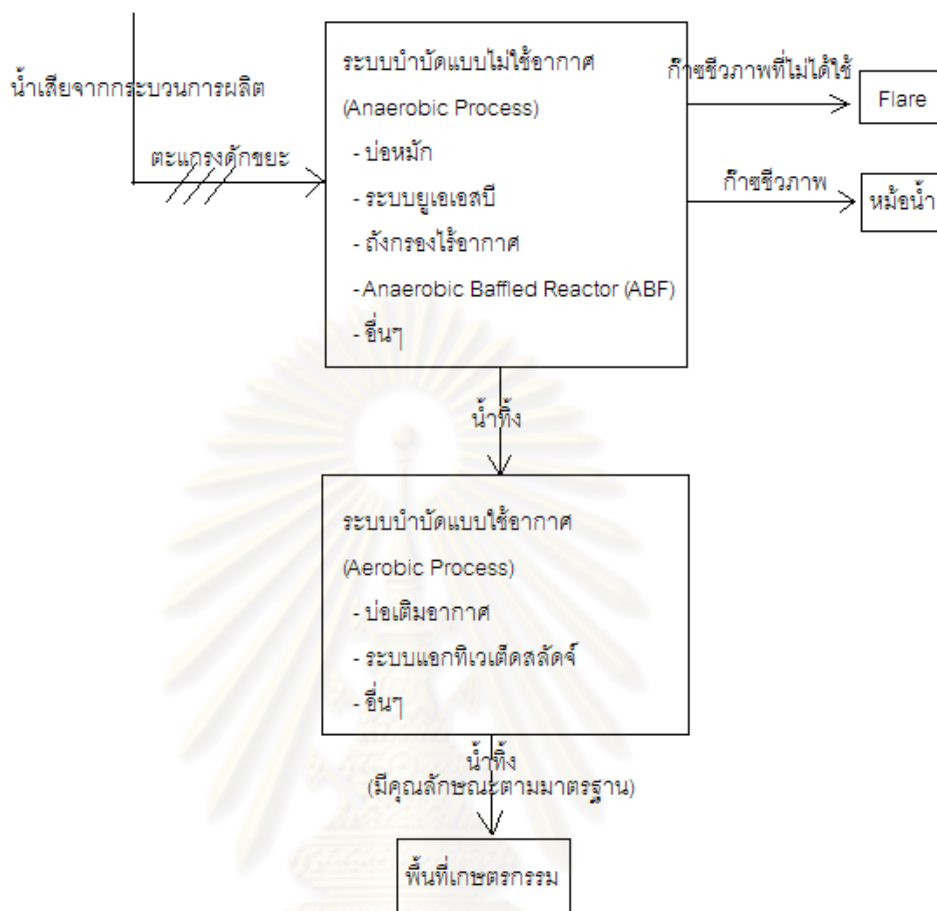 น้ำเสียจากกระบวนการผลิต
ตะแกรงดักขยะ
ระบบบำบัดแบบไม่ใช้อากาศ
(Anaerobic Process)
- บ่อหมัก
- ระบบยูเอเอสบี
- ถังกรองไร้อากาศ
- Anaerobic Baffled Reactor (ABF)
- อื่นๆ
ก๊าซชีวภาพที่ไม่ได้ใช้
Flare
ก๊าซชีวภาพ
หม้อน้ำ
น้ำทิ้ง
ระบบบำบัดแบบใช้อากาศ
(Aerobic Process)
- บ่อเติมอากาศ
- ระบบแอกทิเวเต็ดสลัดจ์
- อื่นๆ
น้ำทิ้ง
(มีคุณลักษณะตามมาตรฐาน)
พื้นที่เกษตรกรรม